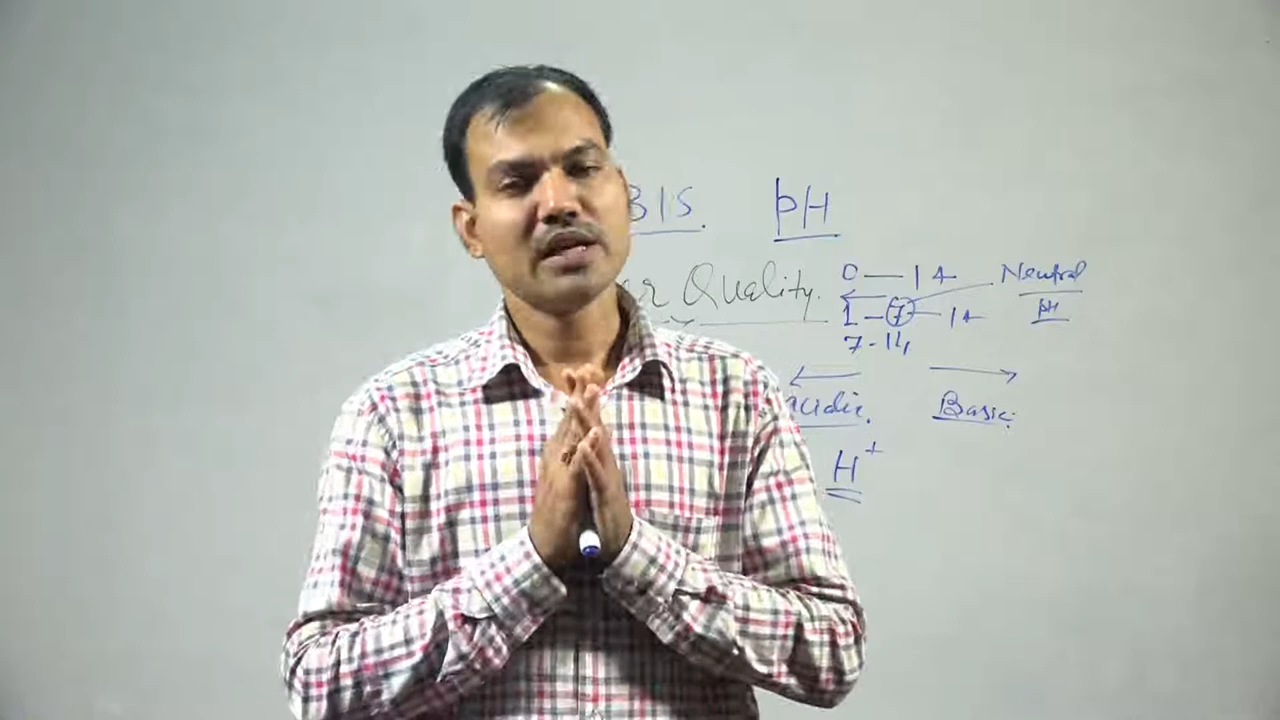 BIS. pH
0 — 14 Neutral
Quality.
1 - 7 - 14 pH
7 - 14
Basic.
H+